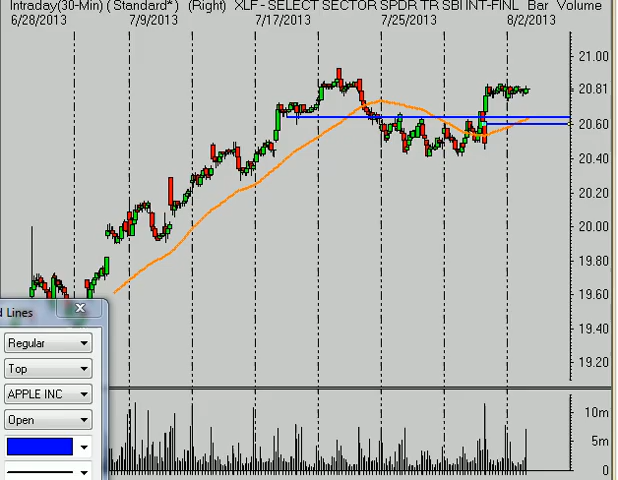 Intraday(30-Min) ( Standard* ) (Right) XLF - SELECT SECTOR SPDR TR SBI INT-FINL Bar Volume
6/28/2013 7/9/2013 7/17/2013 7/25/2013 8/2/2013
21.00
20.81
20.60
20.40
20.20
20.00
19.80
19.60
d Lines
19.40
Regular
19.20
Top
APPLE INC
10m
Open
5m
0